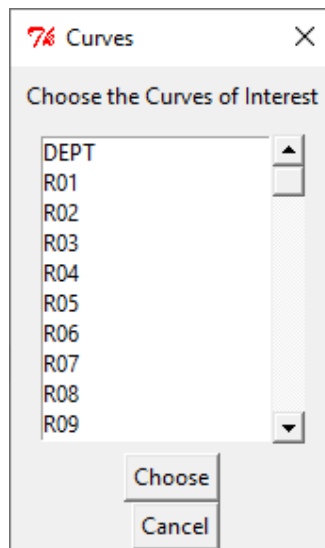 Curves
Choose the Curves of Interest
DEPT
R01
R02
R03
R04
R05
R06
R07
R08
R09
Choose
Cancel